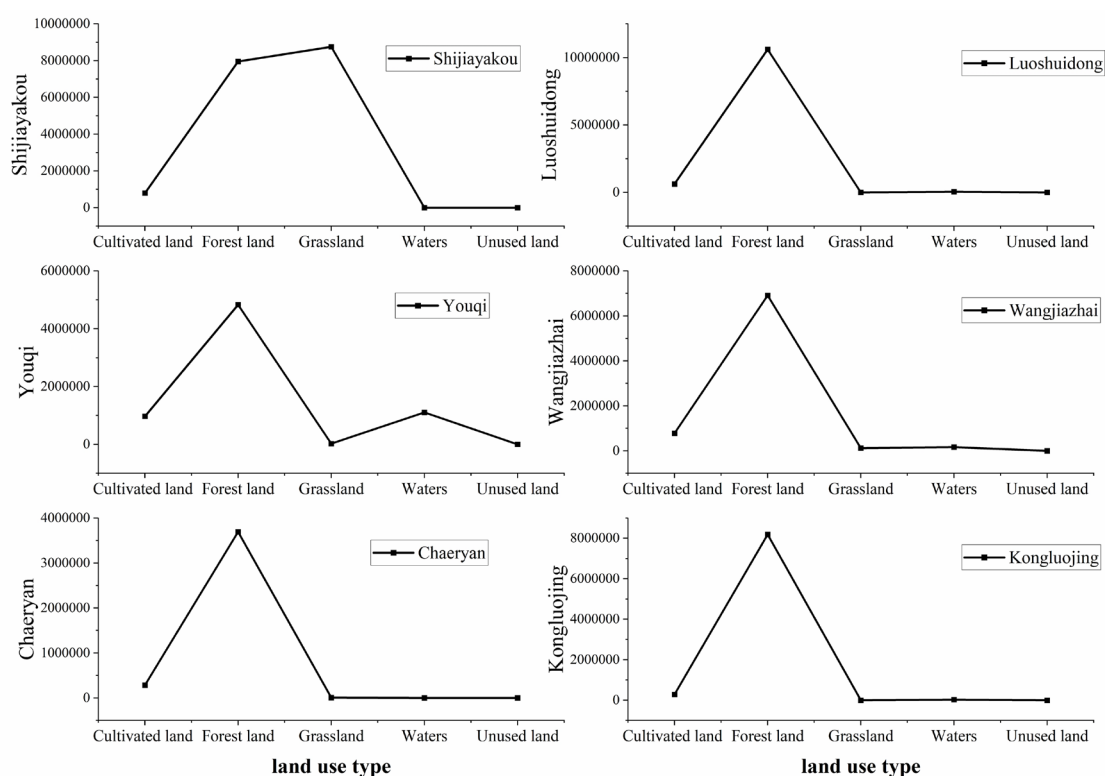 Shijiayakou
10000000
8000000
6000000
4000000
2000000
0
Shijiayakou
Cultivated land Forest land Grassland Waters Unused land
Luoshuidong
10000000
5000000
0
Luoshuidong
Cultivated land Forest land Grassland Waters Unused land
Youqi
6000000
4000000
2000000
0
Youqi
Cultivated land Forest land Grassland Waters Unused land
Wangjiazhai
8000000
6000000
4000000
2000000
0
Wangjiazhai
Cultivated land Forest land Grassland Waters Unused land
Chaeryan
4000000
3000000
2000000
1000000
0
Chaeryan
Cultivated land Forest land Grassland Waters Unused land
land use type
Kongluojing
8000000
6000000
4000000
2000000
0
Kongluojing
Cultivated land Forest land Grassland Waters Unused land
land use type